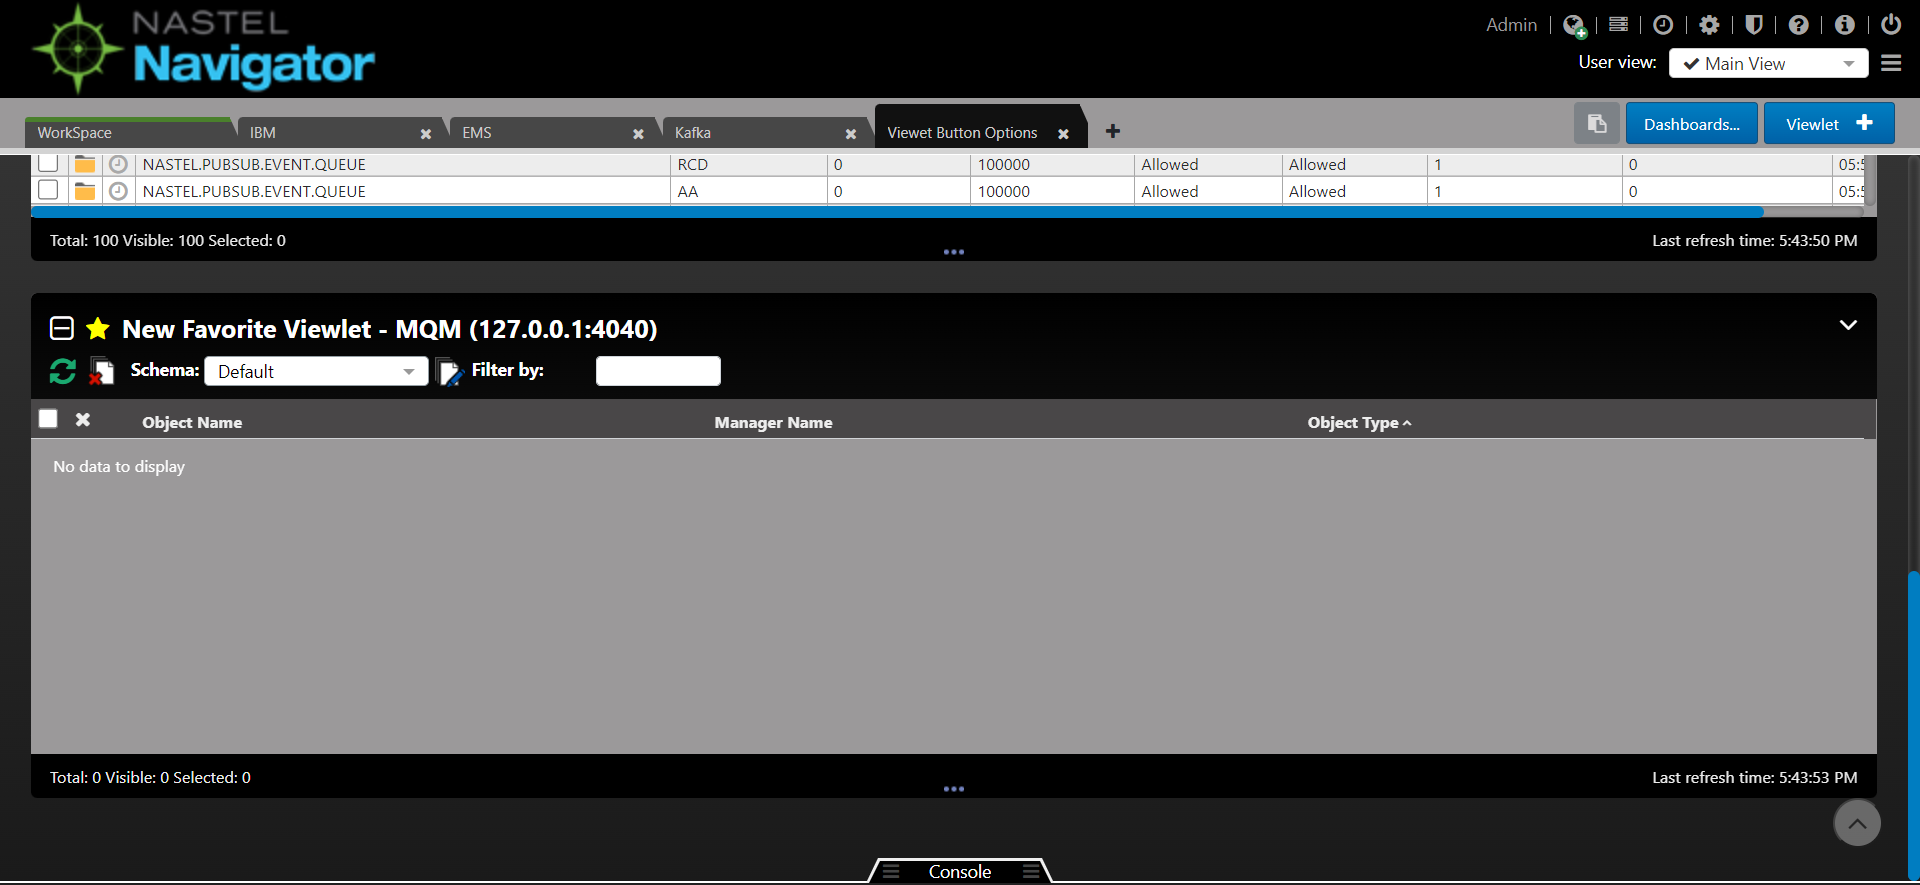 NASTEL
Navigator
Admin
User view: Main View
WorkSpace IBM EMS Kafka Viewet Button Options Dashboards... Viewlet
NASTEL.PUBSUB.EVENT.QUEUE RCD 0 100000 Allowed Allowed 1 0 05:5
NASTEL.PUBSUB.EVENT.QUEUE AA 0 100000 Allowed Allowed 1 0 05:5
Total: 100 Visible: 100 Selected: 0 Last refresh time: 5:43:50 PM
New Favorite Viewlet - MQM (127.0.0.1:4040)
Schema: Default Filter by:
Object Name Manager Name Object Type
No data to display
Total: 0 Visible: 0 Selected: 0 Last refresh time: 5:43:53 PM
Console